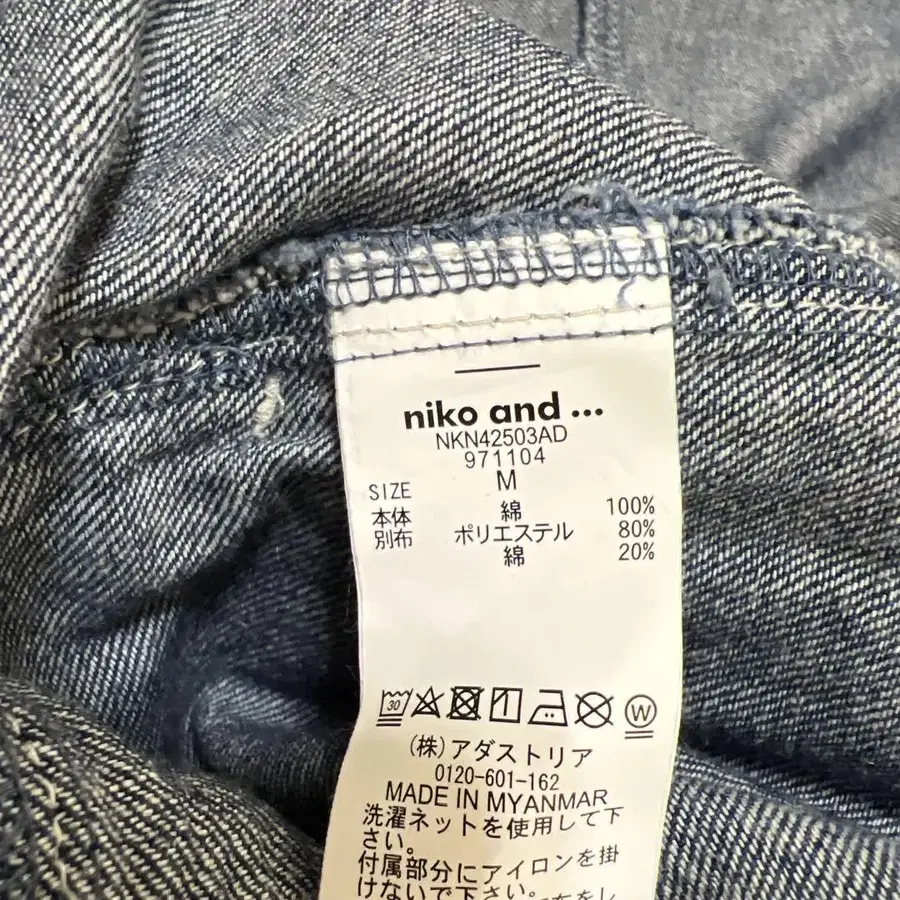 niko and ...
NKN42503AD
971104
SIZE M
本体 綿 100%
別布 ポリエステル 80%
綿 20%
30
W
(株)アダストリア
0120-601-162
MADE IN MYANMAR
洗濯ネットを使用して下
さい。
付属部分にアイロンを掛
けないで下さい。